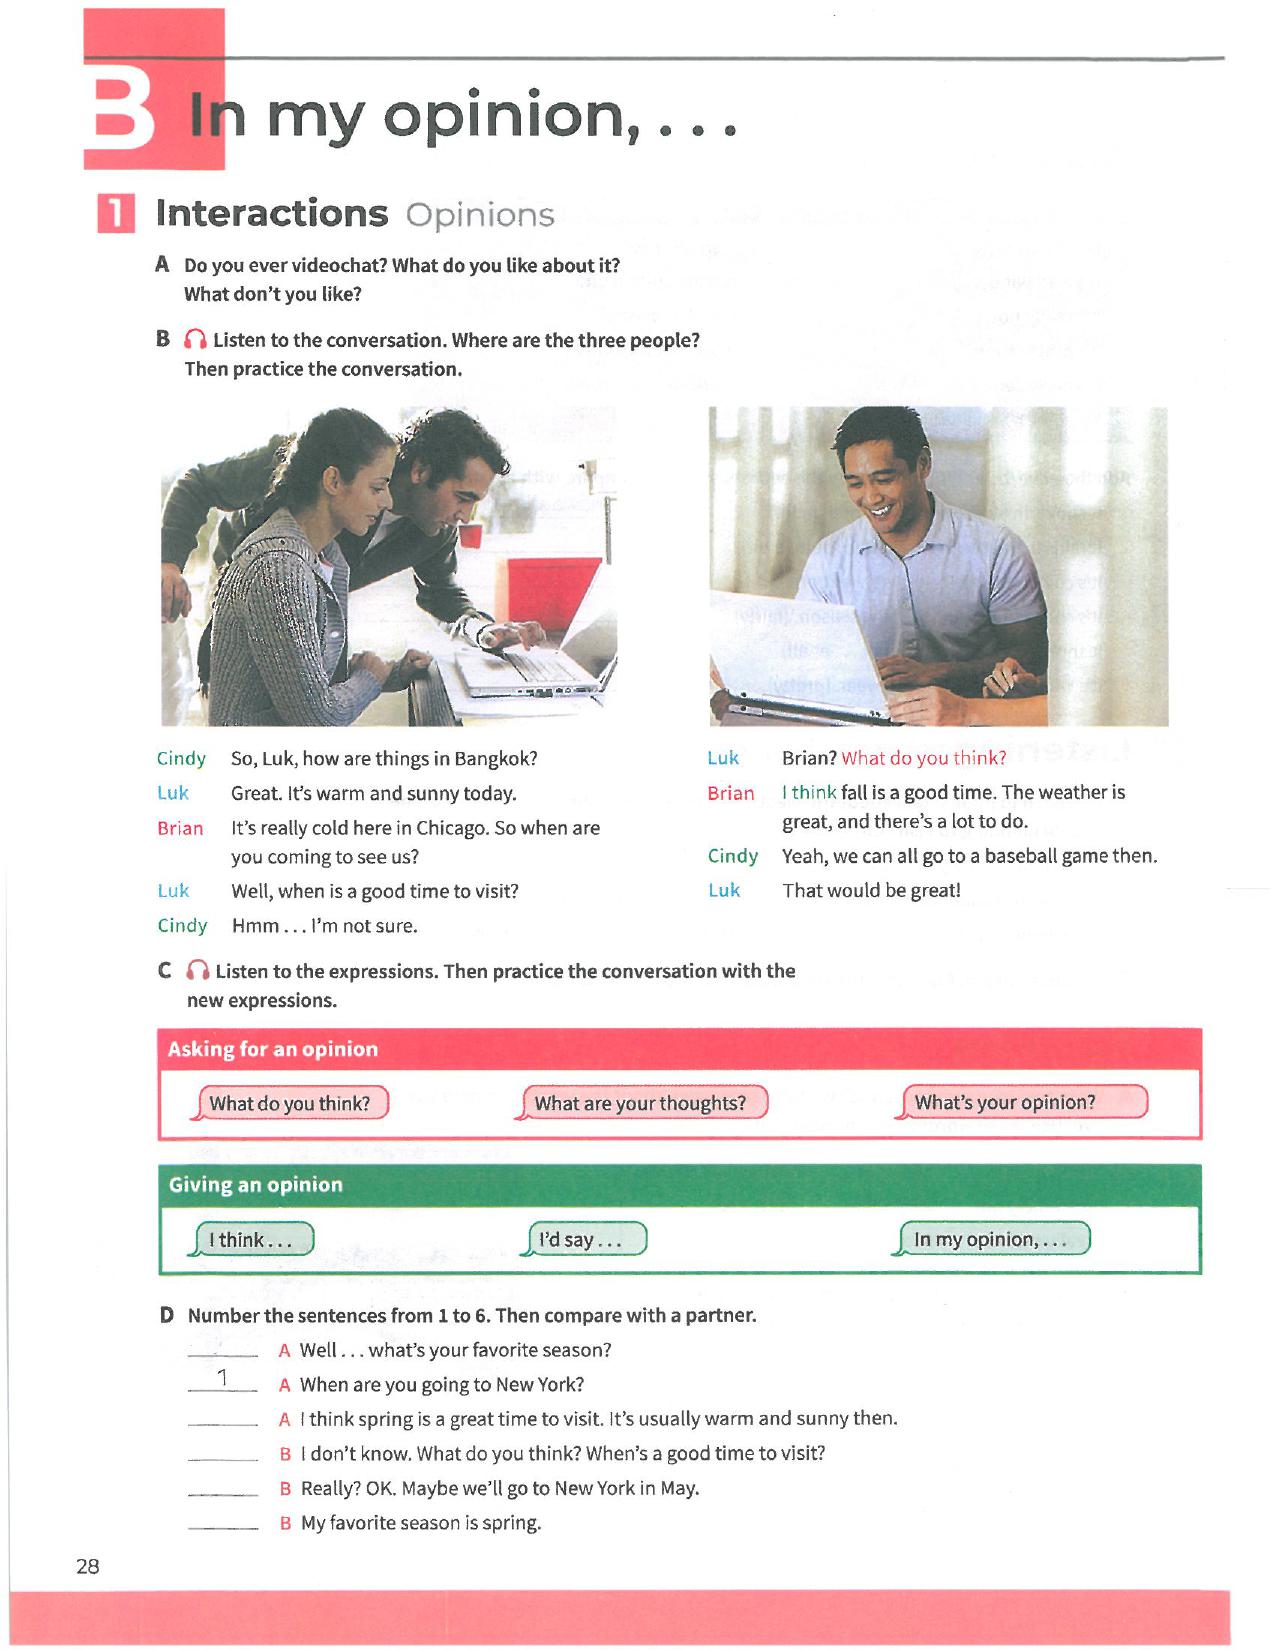 B In my opinion, . . .
1 Interactions Opinions
A Do you ever videochat? What do you like about it?
What don't you like?
B Listen to the conversation. Where are the three people?
Then practice the conversation.
Cindy So, Luk, how are things in Bangkok?
Luk Great. It's warm and sunny today.
Brian It's really cold here in Chicago. So when are
you coming to see us?
Luk Well, when is a good time to visit?
Cindy Hmm . . . I'm not sure.
Luk Brian? What do you think?
Brian I think fall is a good time. The weather is
great, and there's a lot to do.
Cindy Yeah, we can all go to a baseball game then.
Luk That would be great!
C Listen to the expressions. Then practice the conversation with the
new expressions.
Asking for an opinion
What do you think? What are your thoughts? What's your opinion?
Giving an opinion
I think . . . I'd say . . . In my opinion, . . .
D Number the sentences from 1 to 6. Then compare with a partner.
______ A Well . . . what's your favorite season?
1 A When are you going to New York?
______ A I think spring is a great time to visit. It's usually warm and sunny then.
______ B I don't know. What do you think? When's a good time to visit?
______ B Really? OK. Maybe we'll go to New York in May.
______ B My favorite season is spring.
28